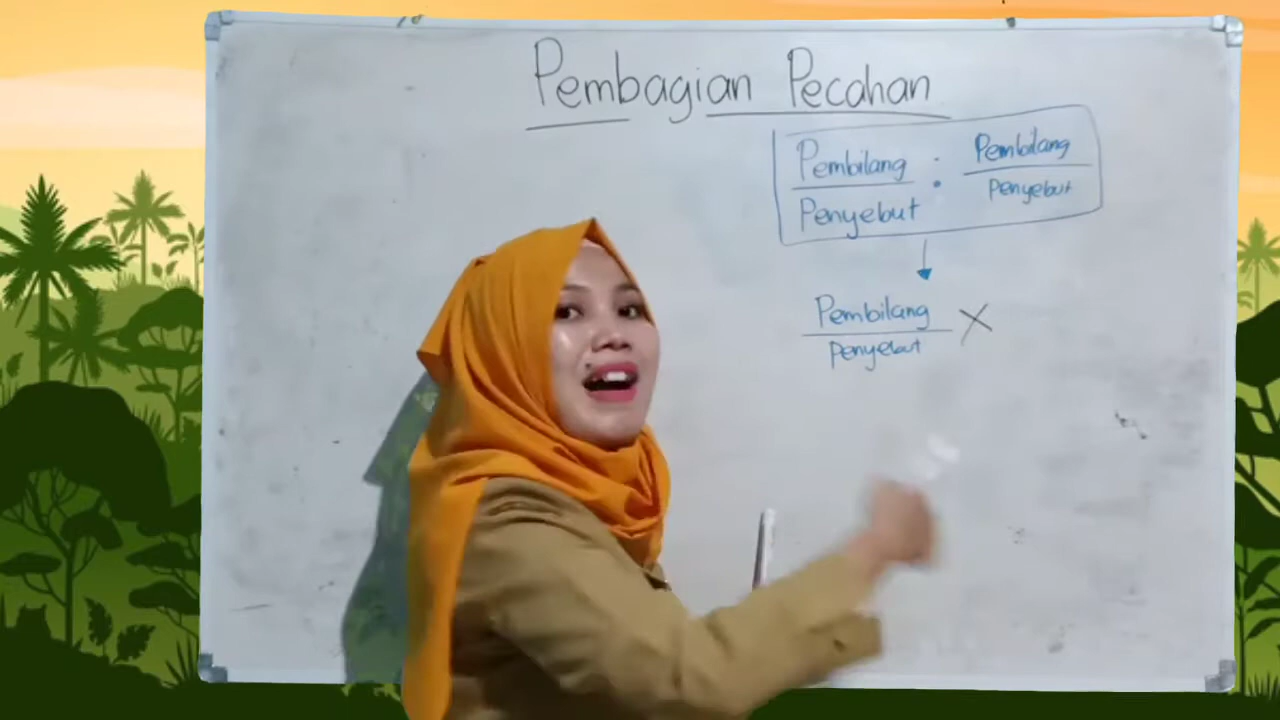 Pembagian Pecahan
Pembilang : Pembilang
Penyebut Penyebut
Pembilang X
Penyebut